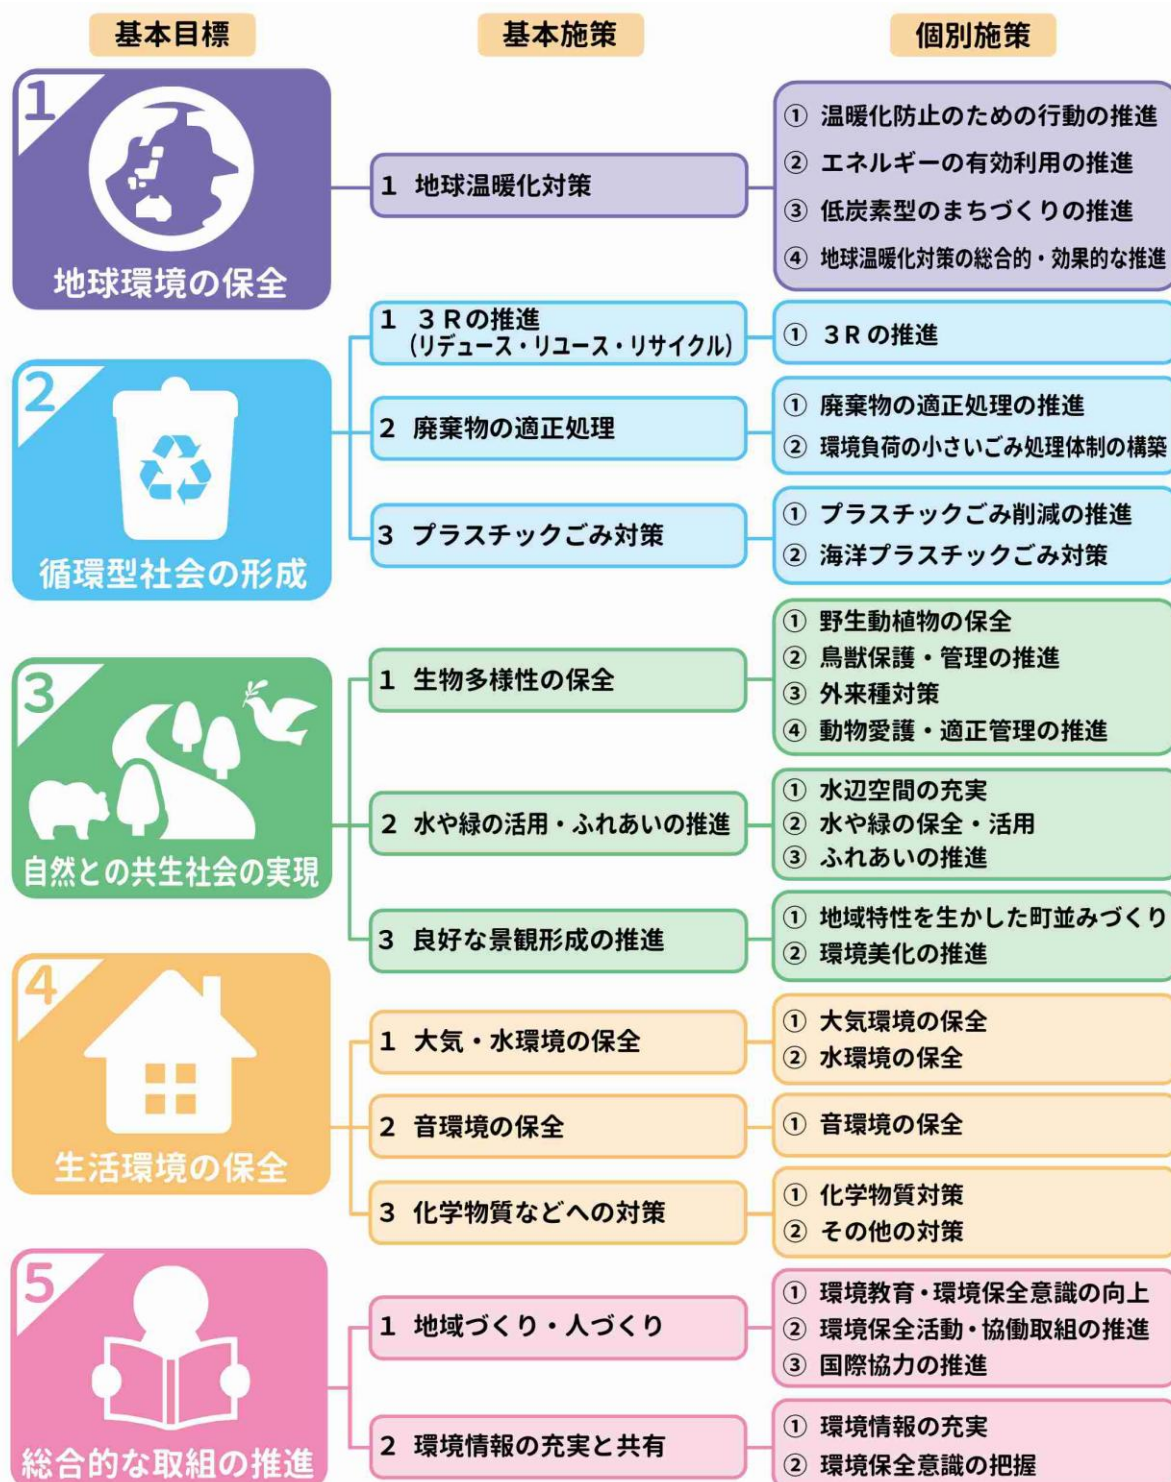 基本目標
基本施策
個別施策
1
地球環境の保全
1 地球温暖化対策
① 温暖化防止のための行動の推進
② エネルギーの有効利用の推進
③ 低炭素型のまちづくりの推進
④ 地球温暖化対策の総合的・効果的な推進
2
循環型社会の形成
1 ３Ｒの推進
(リデュース・リユース・リサイクル)
① ３R の推進
2 廃棄物の適正処理
① 廃棄物の適正処理の推進
② 環境負荷の小さいごみ処理体制の構築
3 プラスチックごみ対策
① プラスチックごみ削減の推進
② 海洋プラスチックごみ対策
3
自然との共生社会の実現
1 生物多様性の保全
① 野生動植物の保全
② 鳥獣保護・管理の推進
③ 外来種対策
④ 動物愛護・適正管理の推進
2 水や緑の活用・ふれあいの推進
① 水辺空間の充実
② 水や緑の保全・活用
③ ふれあいの推進
3 良好な景観形成の推進
① 地域特性を生かした町並みづくり
② 環境美化の推進
4
生活環境の保全
1 大気・水環境の保全
① 大気環境の保全
② 水環境の保全
2 音環境の保全
① 音環境の保全
3 化学物質などへの対策
① 化学物質対策
② その他の対策
5
総合的な取組の推進
1 地域づくり・人づくり
① 環境教育・環境保全意識の向上
② 環境保全活動・協働取組の推進
③ 国際協力の推進
2 環境情報の充実と共有
① 環境情報の充実
② 環境保全意識の把握